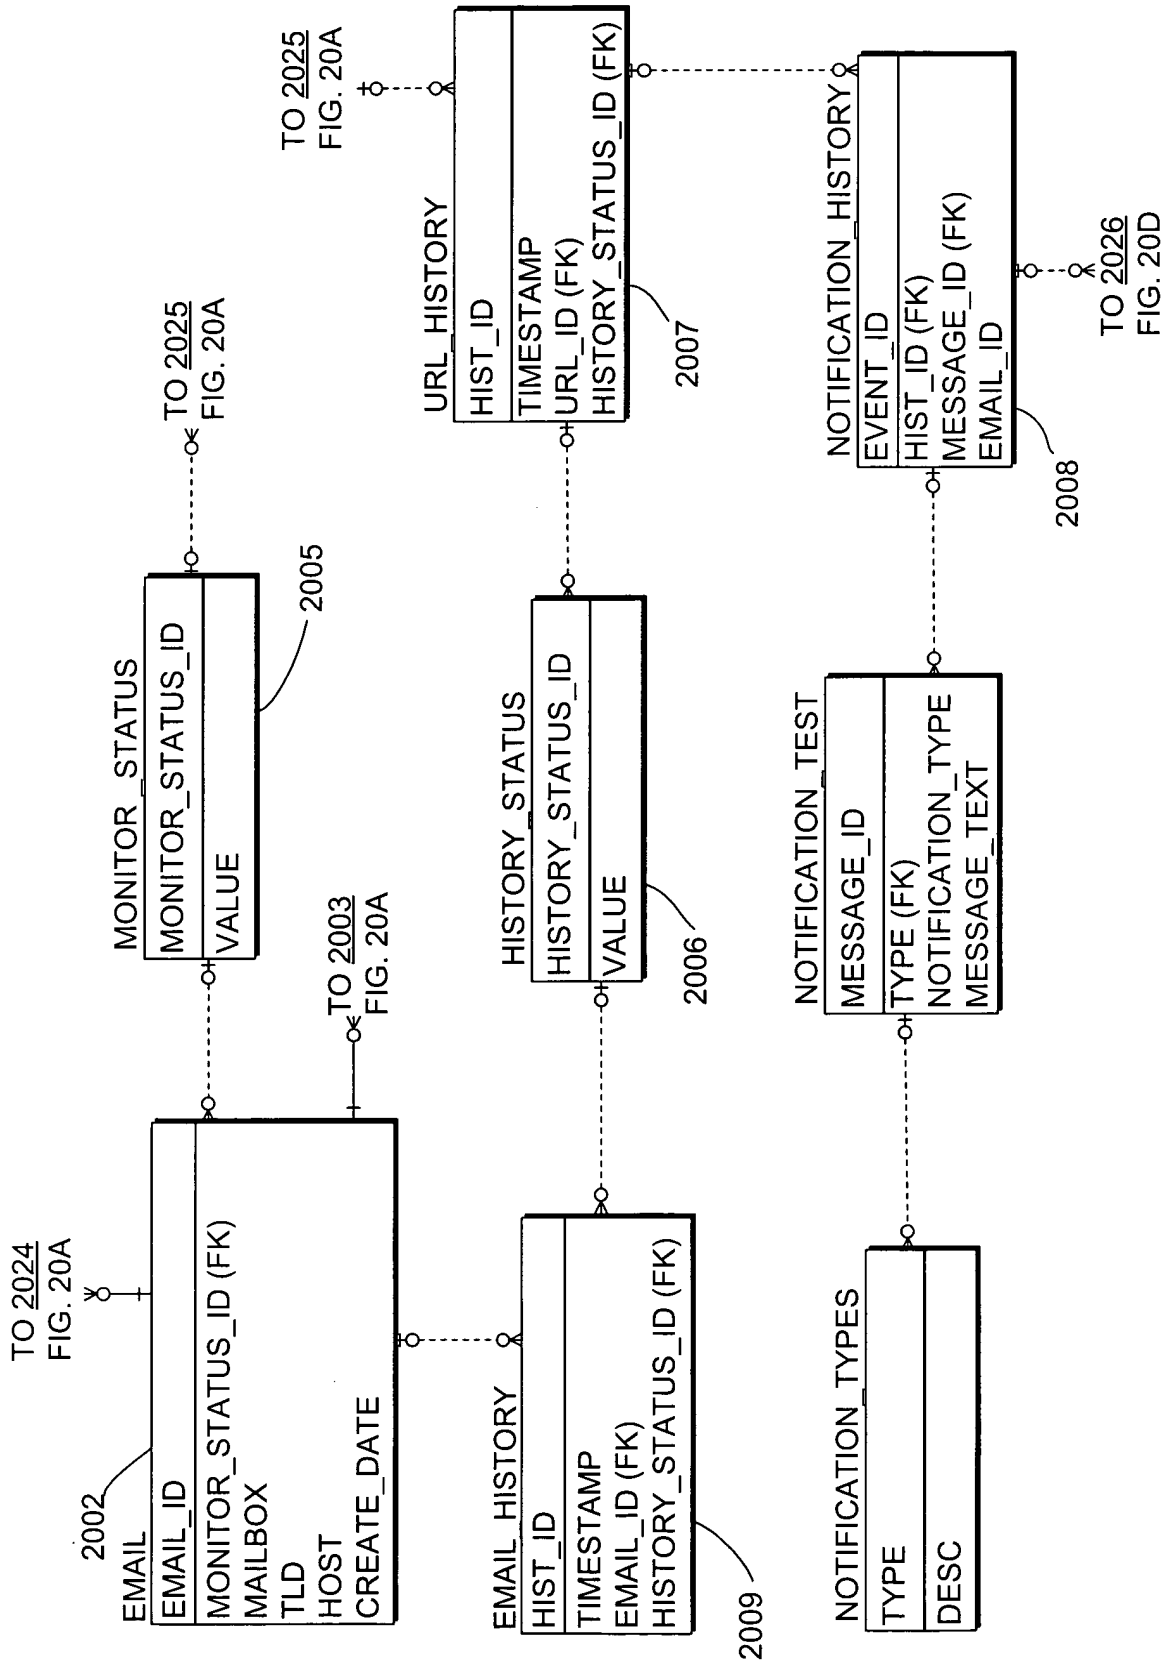 TO 2024
FIG. 20A
2002
EMAIL
EMAIL_ID
MONITOR_STATUS_ID (FK)
MAILBOX
TLD
HOST
CREATE_DATE
TO 2003
FIG. 20A
MONITOR_STATUS
MONITOR_STATUS_ID
VALUE
2005
TO 2025
FIG. 20A
EMAIL_HISTORY
HIST_ID
TIMESTAMP
EMAIL_ID (FK)
HISTORY_STATUS_ID (FK)
2009
HISTORY_STATUS
HISTORY_STATUS_ID
VALUE
2006
TO 2025
FIG. 20A
URL_HISTORY
HIST_ID
TIMESTAMP
URL_ID (FK)
HISTORY_STATUS_ID (FK)
2007
NOTIFICATION_TYPES
TYPE
DESC
NOTIFICATION_TEST
MESSAGE_ID
TYPE (FK)
NOTIFICATION_TYPE
MESSAGE_TEXT
NOTIFICATION_HISTORY
EVENT_ID
HIST_ID (FK)
MESSAGE_ID (FK)
EMAIL_ID
2008
TO 2026
FIG. 20D